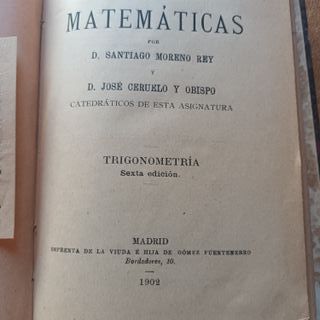 MATEMÁTICAS
POR
D. SANTIAGO MORENO REY
Y
D. JOSÉ CERUELO Y OBISPO
CATEDRÁTICOS DE ESTA ASIGNATURA
TRIGONOMETRÍA
Sexta edición.
MADRID
IMPRENTA DE LA VIUDA É HIJA DE GÓMEZ FUENTENEBRO
Bordadores, 10.
1902